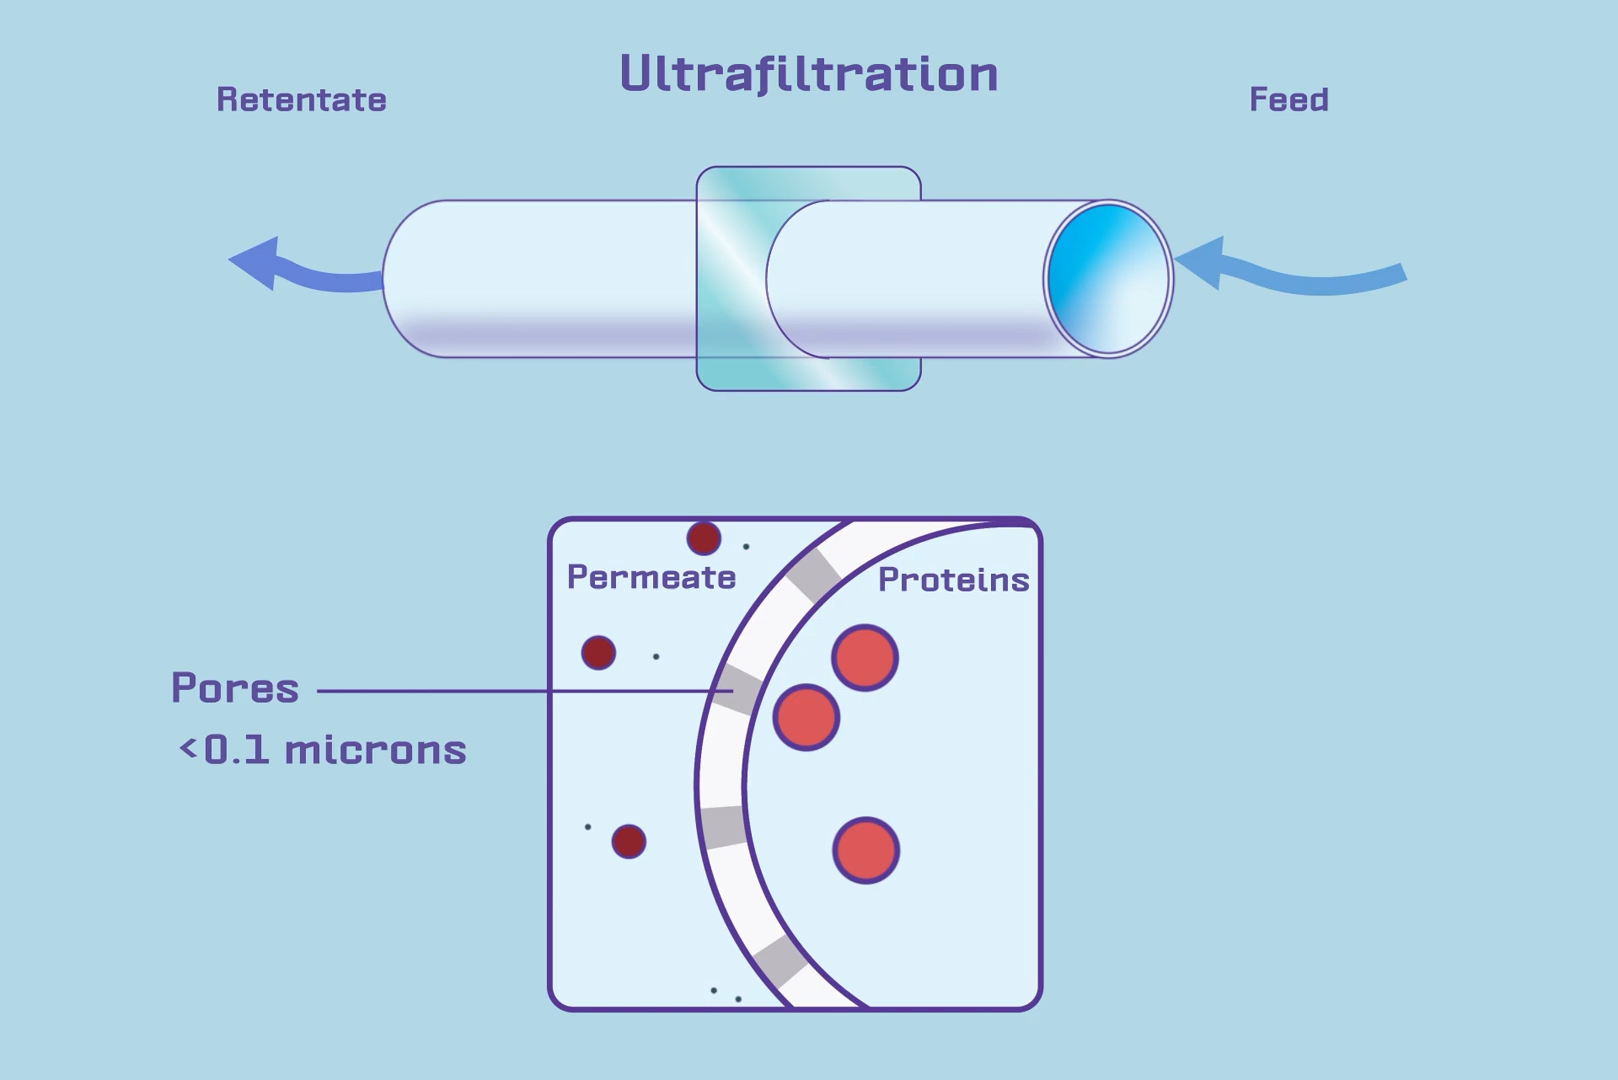 Ultrafiltration
Retentate
Feed
Permeate
Proteins
Pores
<0.1 microns